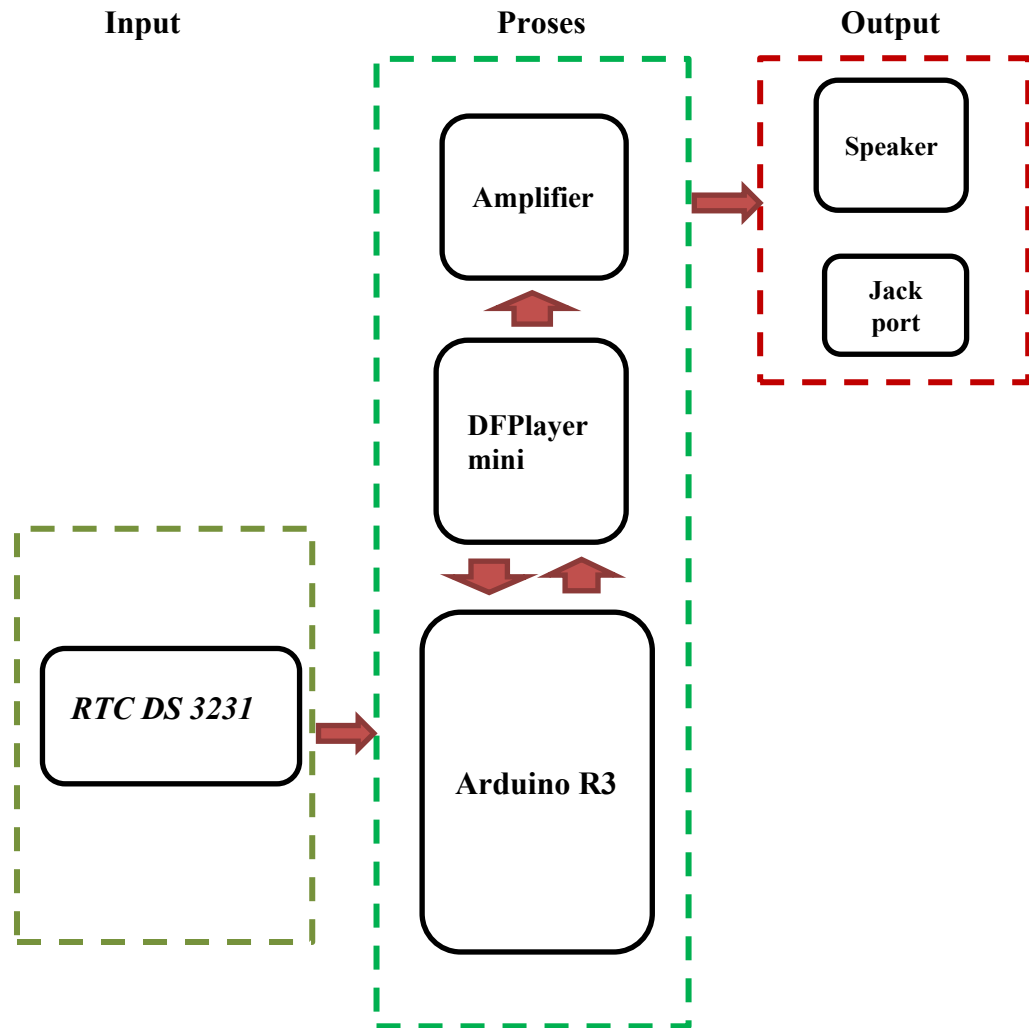 Input
Proses
Output
Amplifier
Speaker
Jack
port
DFPlayer
mini
RTC DS 3231
Arduino R3